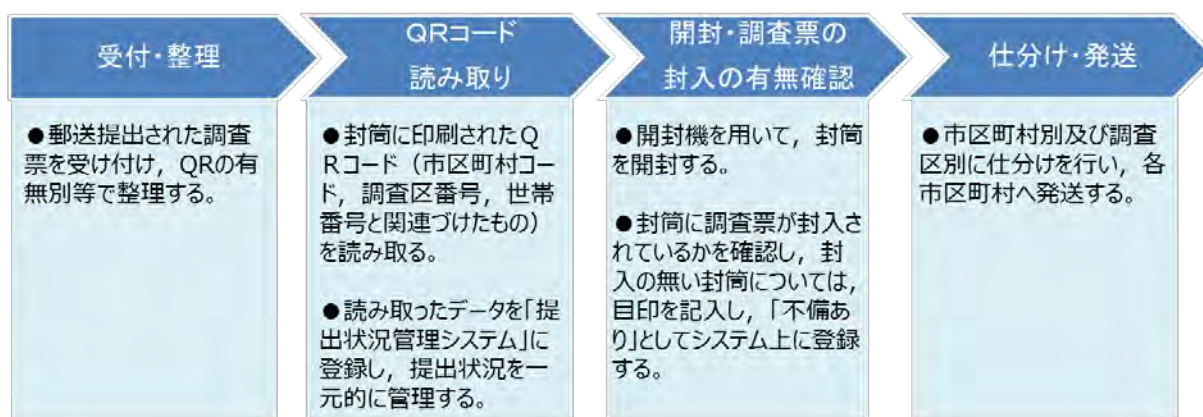 受付・整理
QRコード
読み取り
開封・調査票の
封入の有無確認
仕分け・発送
●郵送提出された調査
票を受け付け，QRの有
無別等で整理する。
●封筒に印刷されたＱ
Ｒコード（市区町村コー
ド，調査区番号，世帯
番号と関連づけたもの）
を読み取る。
●読み取ったデータを「提
出状況管理システム」に
登録し，提出状況を一
元的に管理する。
●開封機を用いて，封筒
を開封する。
●封筒に調査票が封入さ
れているかを確認し，封
入の無い封筒については，
目印を記入し，「不備あ
り」としてシステム上に登録
する。
●市区町村別及び調査
区別に仕分けを行い，各
市区町村へ発送する。